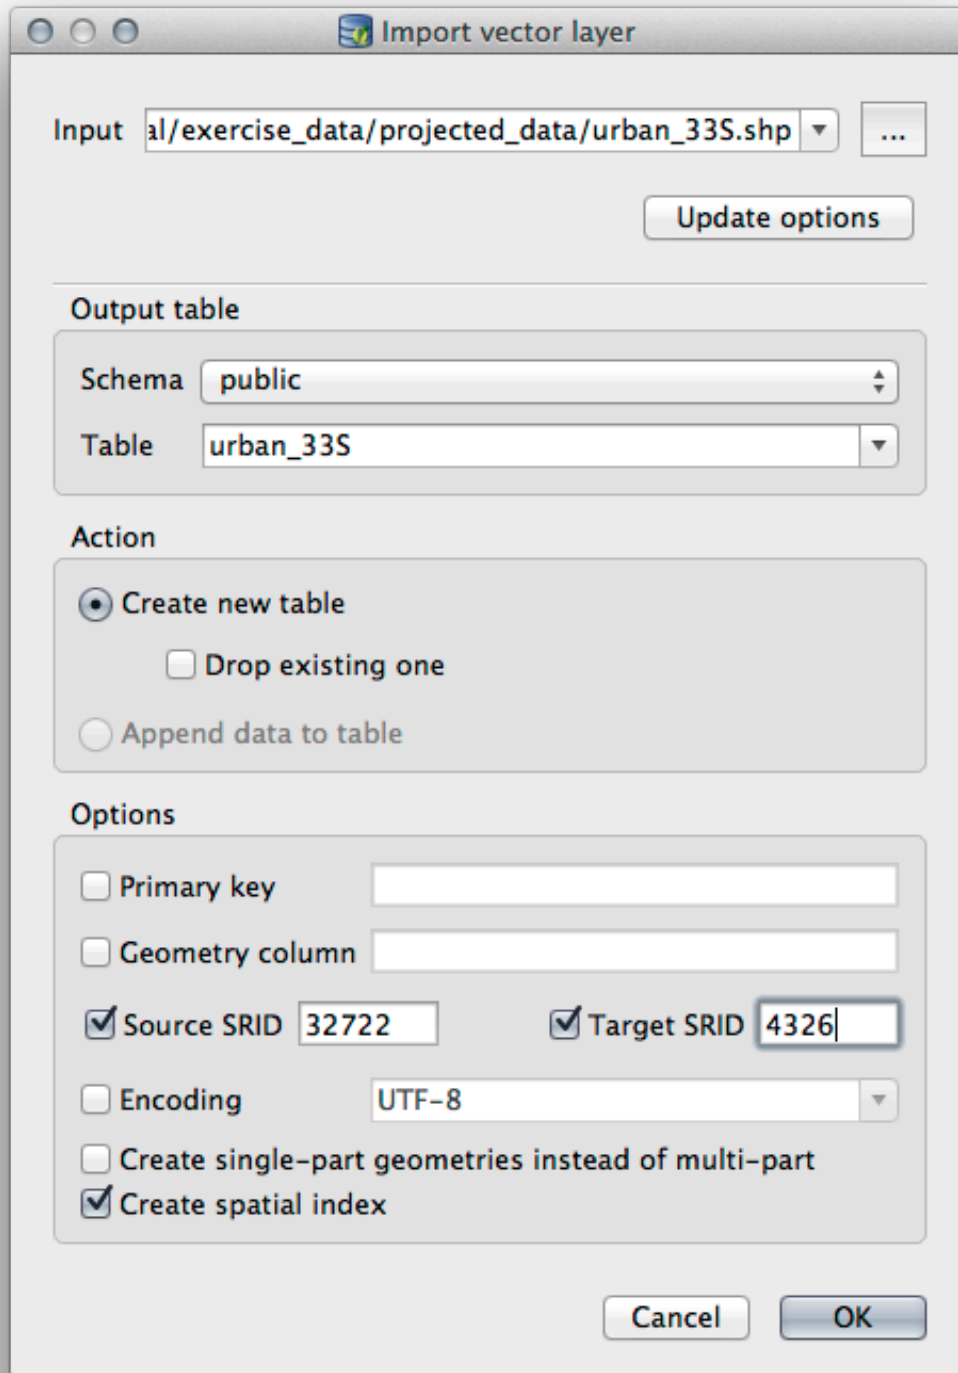 Import vector layer
Input al/exercise_data/projected_data/urban_33S.shp ...
Update options
Output table
Schema public
Table urban_33S
Action
Create new table
Drop existing one
Append data to table
Options
Primary key
Geometry column
Source SRID 32722 Target SRID 4326
Encoding UTF-8
Create single-part geometries instead of multi-part
Create spatial index
Cancel OK